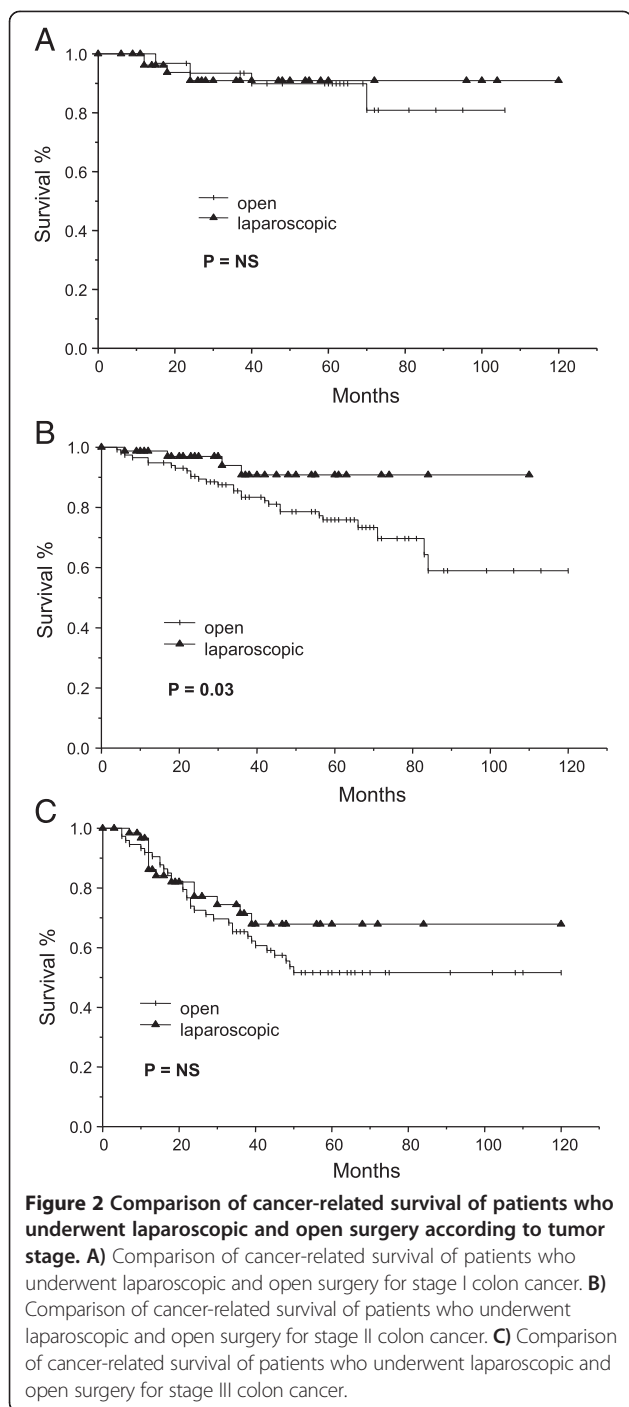 A
1.0
0.8
0.6
0.4
0.2
0.0
Survival %
open
laparoscopic
P = NS
0 20 40 60 80 100 120
Months
B
1.0
0.8
0.6
0.4
0.2
0.0
Survival %
open
laparoscopic
P = 0.03
0 20 40 60 80 100 120
Months
C
1.0
0.8
0.6
0.4
0.2
0.0
Survival %
open
laparoscopic
P = NS
0 20 40 60 80 100 120
Months
Figure 2 Comparison of cancer-related survival of patients who
underwent laparoscopic and open surgery according to tumor
stage. A) Comparison of cancer-related survival of patients who
underwent laparoscopic and open surgery for stage I colon cancer. B)
Comparison of cancer-related survival of patients who underwent
laparoscopic and open surgery for stage II colon cancer. C) Comparison
of cancer-related survival of patients who underwent laparoscopic and
open surgery for stage III colon cancer.